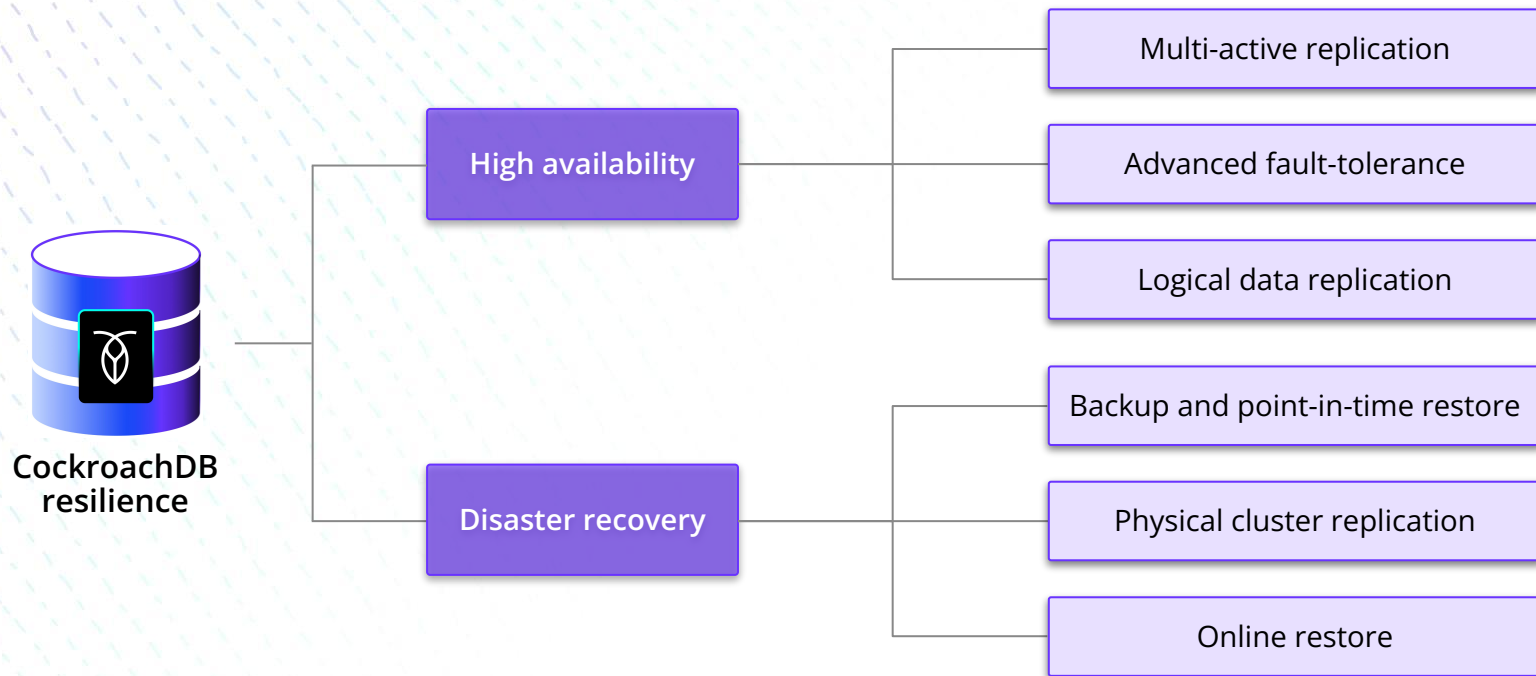 Multi-active replication
High availability
Advanced fault-tolerance
Logical data replication
CockroachDB
resilience
Backup and point-in-time restore
Disaster recovery
Physical cluster replication
Online restore